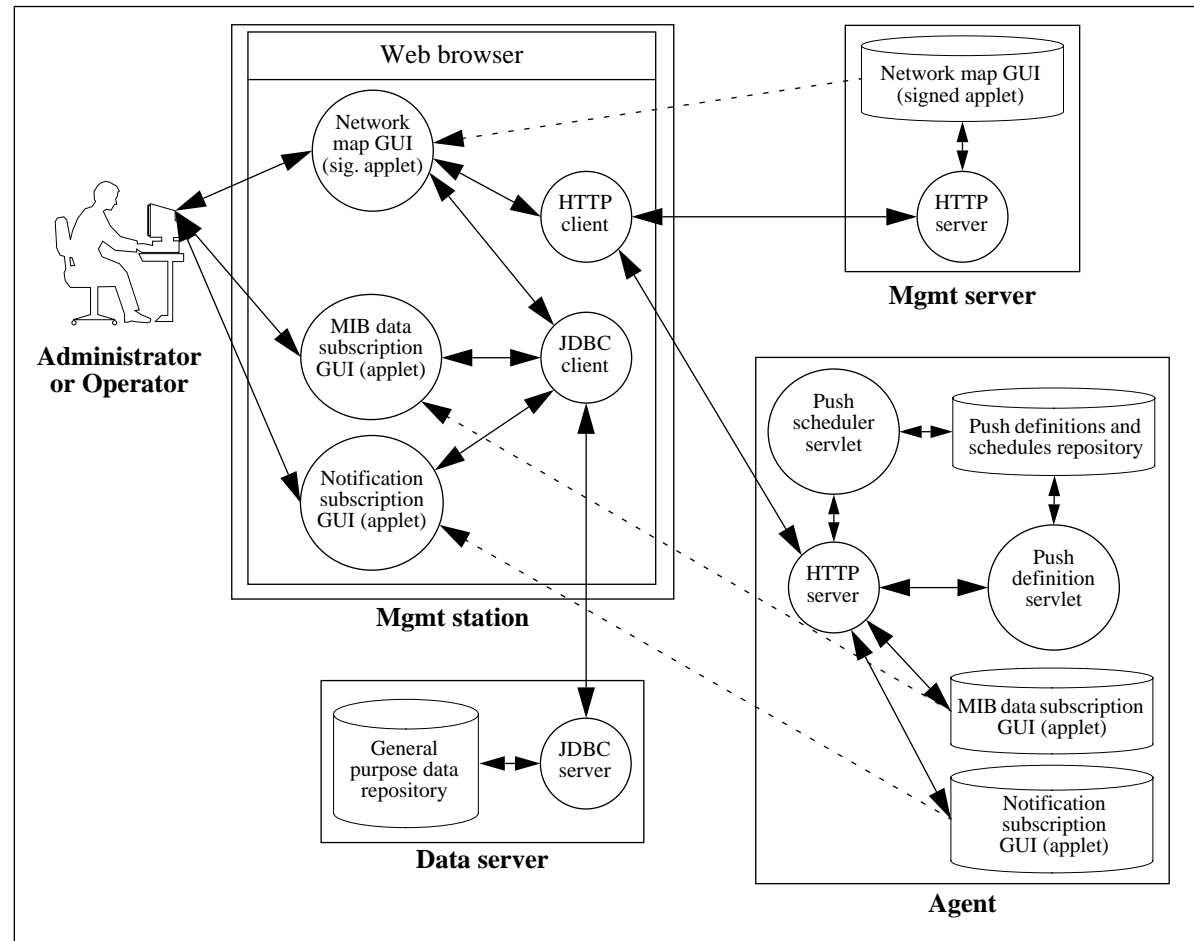 Web browser
Network
map GUI
(sig. applet)
HTTP
client
MIB data
subscription
GUI (applet)
JDBC
client
Notification
subscription
GUI (applet)
Mgmt station
Administrator
or Operator
Network map GUI
(signed applet)
HTTP
server
Mgmt server
Push
scheduler
servlet
Push definitions and
schedules repository
HTTP
server
Push
definition
servlet
MIB data subscription
GUI (applet)
Notification
subscription
GUI (applet)
Agent
General
purpose data
repository
JDBC
server
Data server